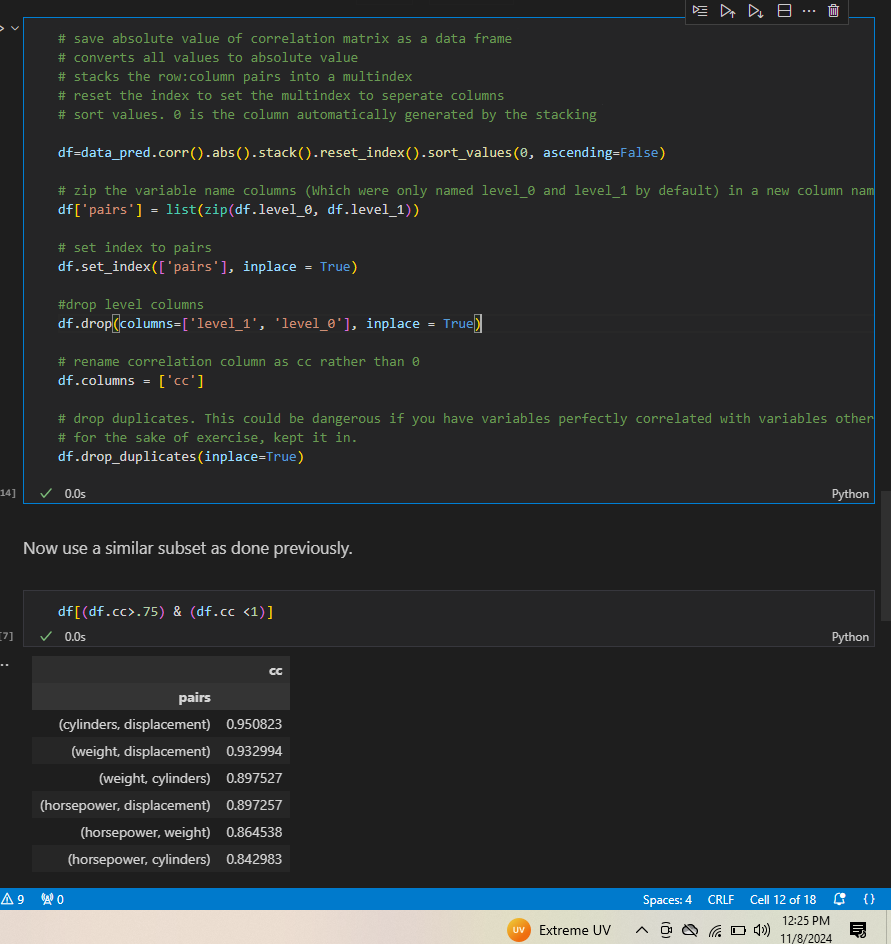 # save absolute value of correlation matrix as a data frame
# converts all values to absolute value
# stacks the row:column pairs into a multindex
# reset the index to set the multindex to seperate columns
# sort values. 0 is the column automatically generated by the stacking
df=data_pred.corr().abs().stack().reset_index().sort_values(0, ascending=False)
# zip the variable name columns (Which were only named level_0 and level_1 by default) in a new column nam
df['pairs'] = list(zip(df.level_0, df.level_1))
# set index to pairs
df.set_index(['pairs'], inplace = True)
#drop level columns
df.drop(columns=['level_1', 'level_0'], inplace = True)
# rename correlation column as cc rather than 0
df.columns = ['cc']
# drop duplicates. This could be dangerous if you have variables perfectly correlated with variables other
# for the sake of exercise, kept it in.
df.drop_duplicates(inplace=True)
14] 0.0s Python
Now use a similar subset as done previously.
df[(df.cc>.75) & (df.cc <1)]
[7] 0.0s Python
cc
pairs
(cylinders, displacement) 0.950823
(weight, displacement) 0.932994
(weight, cylinders) 0.897527
(horsepower, displacement) 0.897257
(horsepower, weight) 0.864538
(horsepower, cylinders) 0.842983
9 0 Spaces: 4 CRLF Cell 12 of 18 {}
UV Extreme UV 12:25 PM
11/8/2024